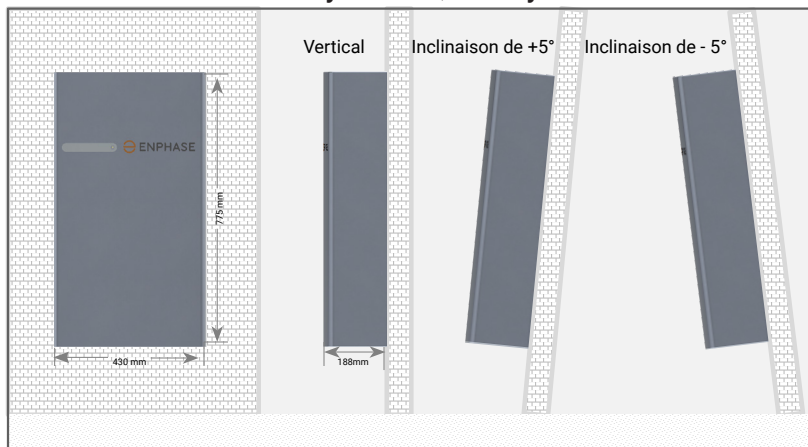 Vertical
Inclinaison de +5°
Inclinaison de - 5°
ENPHASE
775 mm
430 mm
188mm